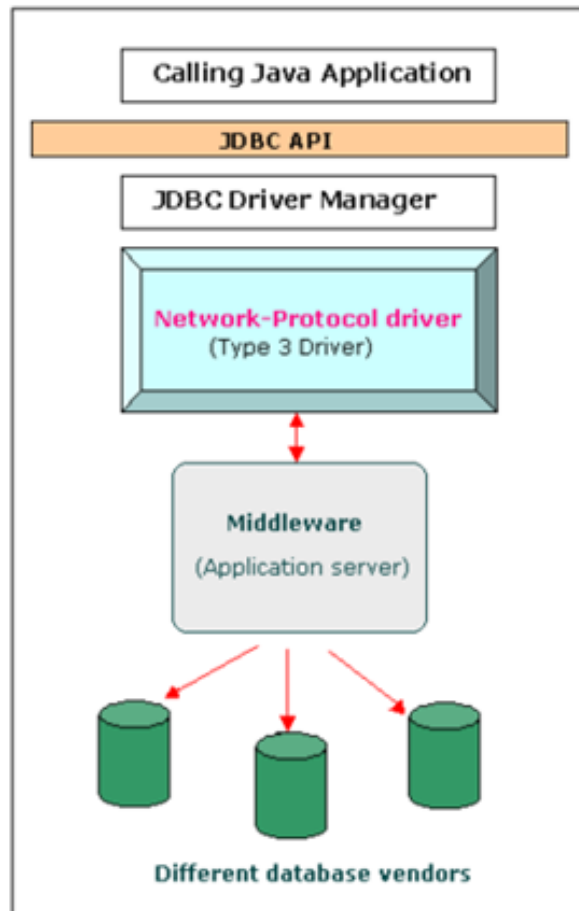 Calling Java Application
JDBC API
JDBC Driver Manager
Network-Protocol driver
(Type 3 Driver)
Middleware
(Application server)
Different database vendors